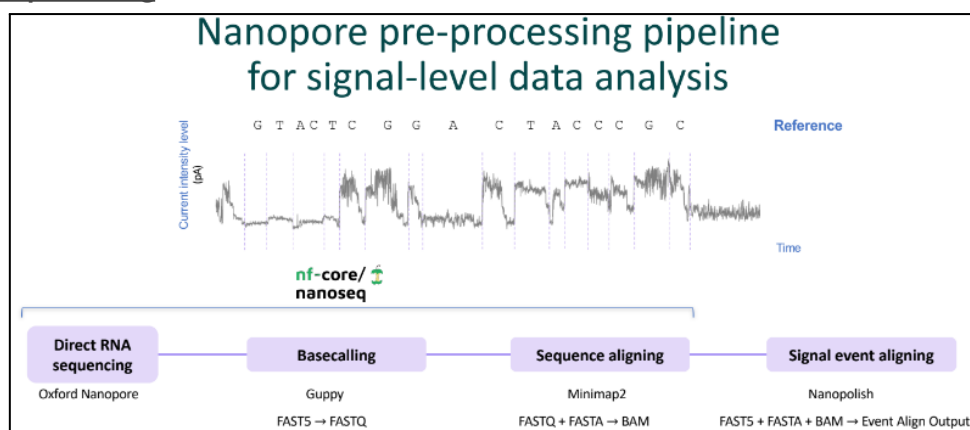 Nanopore pre-processing pipeline
for signal-level data analysis
G T A C T C G G A C T A C C C G C
Reference
Current intensity level
(pA)
Time
nf-core/
nanoseq
Direct RNA
sequencing
Basecalling
Sequence aligning
Signal event aligning
Oxford Nanopore
Guppy
Minimap2
Nanopolish
FAST5 → FASTQ
FASTQ + FASTA → BAM
FAST5 + FASTA + BAM → Event Align Output